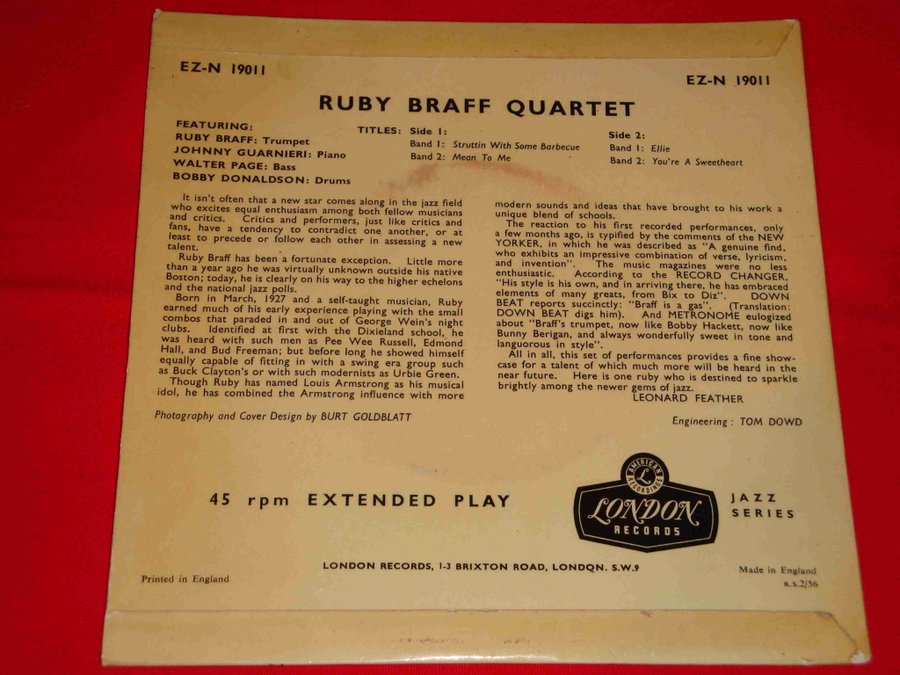 EZ-N 19011
EZ-N 19011
RUBY BRAFF QUARTET
FEATURING:
RUBY BRAFF: Trumpet
JOHNNY GUARNIERI: Piano
WALTER PAGE: Bass
BOBBY DONALDSON: Drums
TITLES: Side 1:
Band 1: Struttin With Some Barbecue
Band 2: Mean To Me
Side 2:
Band 1: Ellie
Band 2: You're A Sweetheart
It isn't often that a new star comes along in the jazz field
who excites equal enthusiasm among both fellow musicians
and critics. Critics and performers, just like critics and
fans, have a tendency to contradict one another, or at
least to precede or follow each other in assessing a new
talent.
Ruby Braff has been a fortunate exception. Little more
than a year ago he was virtually unknown outside his native
Boston; today, he is clearly on his way to the higher echelons
and the national jazz polls.
Born in March, 1927 and a self-taught musician, Ruby
earned much of his early experience playing with the small
combos that paraded in and out of George Wein's night
clubs. Identified at first with the Dixieland school, he
was heard with such men as Pee Wee Russell, Edmond
Hall, and Bud Freeman; but before long he showed himself
equally capable of fitting in with a swing era group such
as Buck Clayton's or with such modernists as Urbie Green.
Though Ruby has named Louis Armstrong as his musical
idol, he has combined the Armstrong influence with more
modern sounds and ideas that have brought to his work a
unique blend of schools.
The reaction to his first recorded performances, only
a few months ago, is typified by the comments of the NEW
YORKER, in which he was described as "A genuine find,
who exhibits an impressive combination of verse, lyricism,
and invention". The music magazines were no less
enthusiastic. According to the RECORD CHANGER,
"His style is his own, and in arriving there, he has embraced
elements of many greats, from Bix to Diz". DOWN
BEAT reports succinctly: "Braff is a gas". (Translation:
DOWN BEAT digs him). And METRONOME eulogized
about "Braff's trumpet, now like Bobby Hackett, now like
Bunny Berigan, and always wonderfully sweet in tone and
languorous in style".
All in all, this set of performances provides a fine show-
case for a talent of which much more will be heard in the
near future. Here is one ruby who is destined to sparkle
brightly among the newer gems of jazz.
LEONARD FEATHER
Photography and Cover Design by BURT GOLDBLATT
Engineering : TOM DOWD
45 rpm EXTENDED PLAY
AMERICAN
RECORDINGS
LONDON
RECORDS
JAZZ
SERIES
LONDON RECORDS, 1-3 BRIXTON ROAD, LONDON. S.W.9
Printed in England
Made in England
R.S.2/56